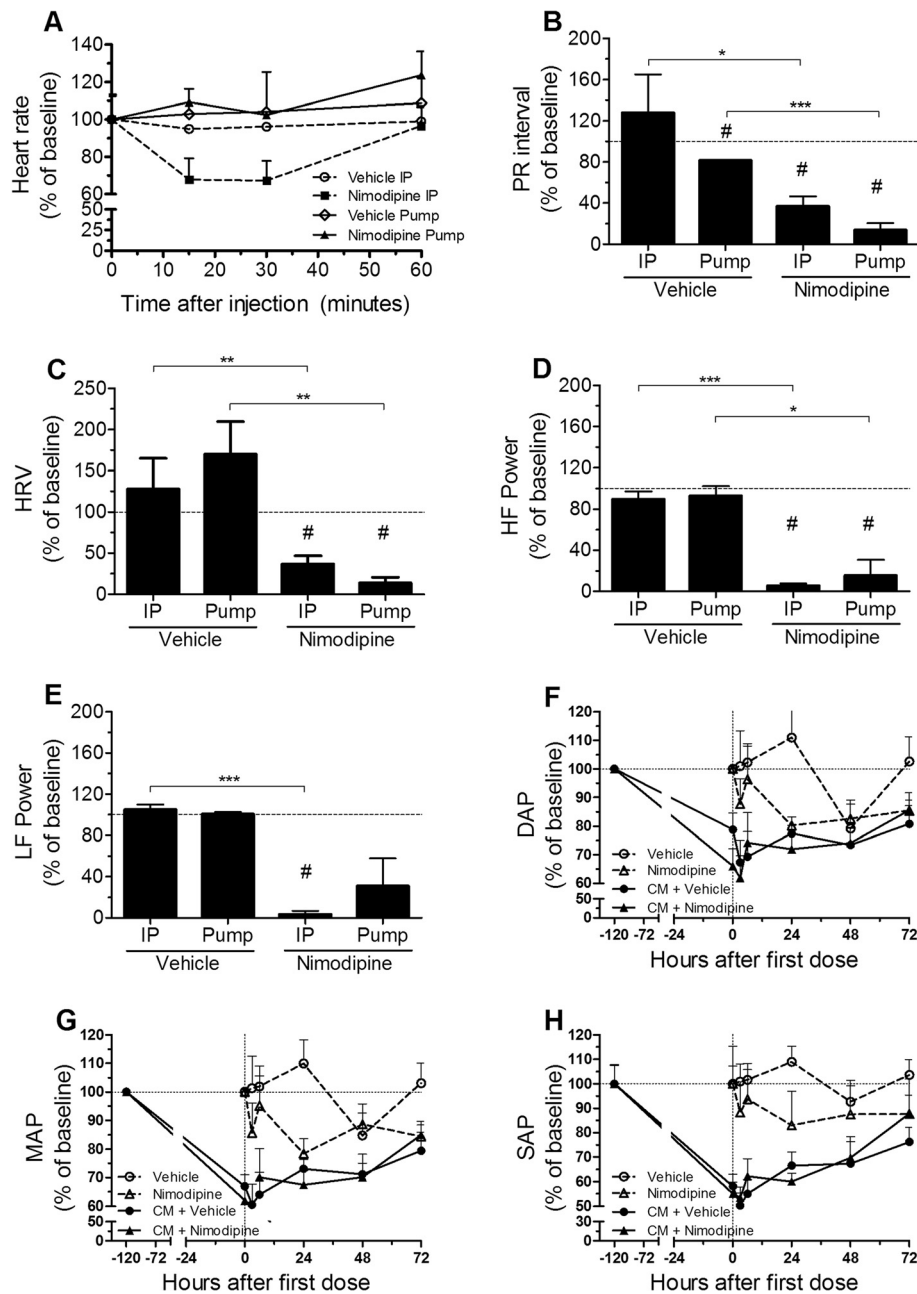 A
Heart rate
(% of baseline)
140
120
100
80
60
50
25
0
0 10 20 30 40 50 60
Time after injection (minutes)
Vehicle IP
Nimodipine IP
Vehicle Pump
Nimodipine Pump
B
PR interval
(% of baseline)
200
160
120
80
40
0
*
***
#
#
#
IP Pump IP Pump
Vehicle Nimodipine
C
HRV
(% of baseline)
250
200
150
100
50
0
**
**
# #
IP Pump IP Pump
Vehicle Nimodipine
D
HF Power
(% of baseline)
200
160
120
80
40
0
***
*
# #
IP Pump IP Pump
Vehicle Nimodipine
E
LF Power
(% of baseline)
200
160
120
80
40
0
***
#
IP Pump IP Pump
Vehicle Nimodipine
F
DAP
(% of baseline)
120
110
100
90
80
70
60
50
25
0
-120 -72 -24 0 24 48 72
Hours after first dose
Vehicle
Nimodipine
CM + Vehicle
CM + Nimodipine
G
MAP
(% of baseline)
120
110
100
90
80
70
60
50
25
0
-120 -72 -24 0 24 48 72
Hours after first dose
Vehicle
Nimodipine
CM + Vehicle
CM + Nimodipine
H
SAP
(% of baseline)
120
110
100
90
80
70
60
50
30
15
0
-120 -72 -24 0 24 48 72
Hours after first dose
Vehicle
Nimodipine
CM + Vehicle
CM + Nimodipine